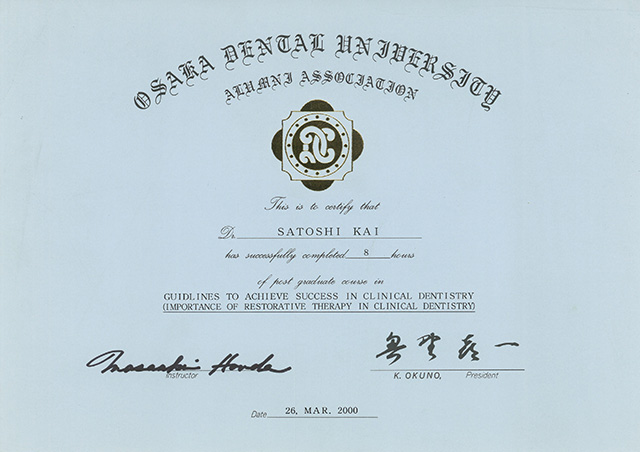 OSAKA DENTAL UNIVERSITY
ALUMNI ASSOCIATION
This is to certify that
Dr. SATOSHI KAI
has successfully completed 8 hours
of post graduate course in
GUIDLINES TO ACHIEVE SUCCESS IN CLINICAL DENTISTRY
(IMPORTANCE OF RESTORATIVE THERAPY IN CLINICAL DENTISTRY)
Masaaki Honda
Instructor
K. OKUNO, President
Date 26, MAR. 2000